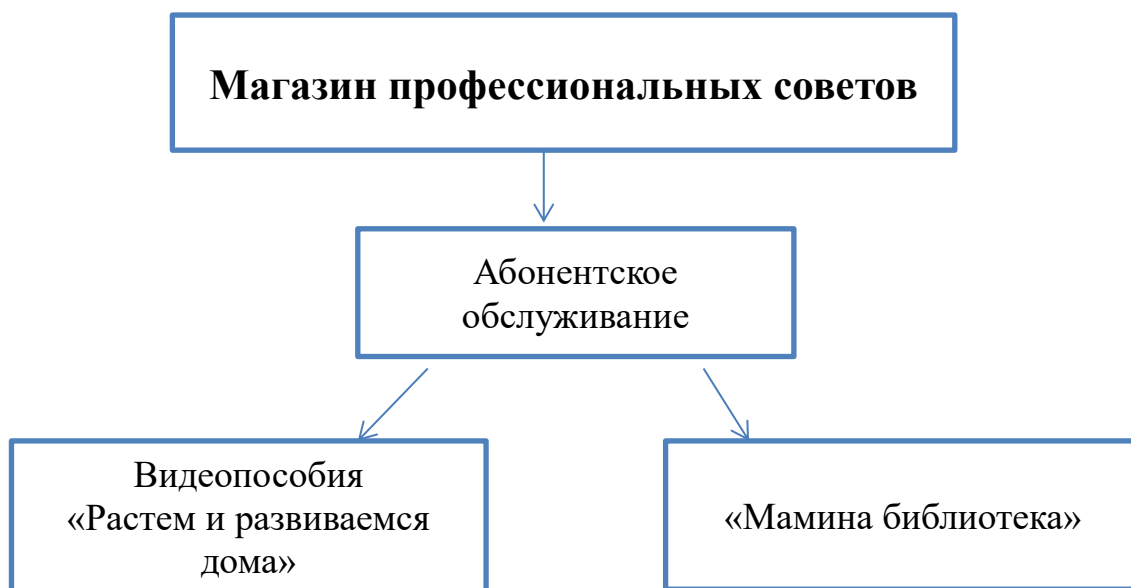 Магазин профессиональных советов
Абонентское
обслуживание
Видеопособия
«Растем и развиваемся
дома»
«Мамина библиотека»